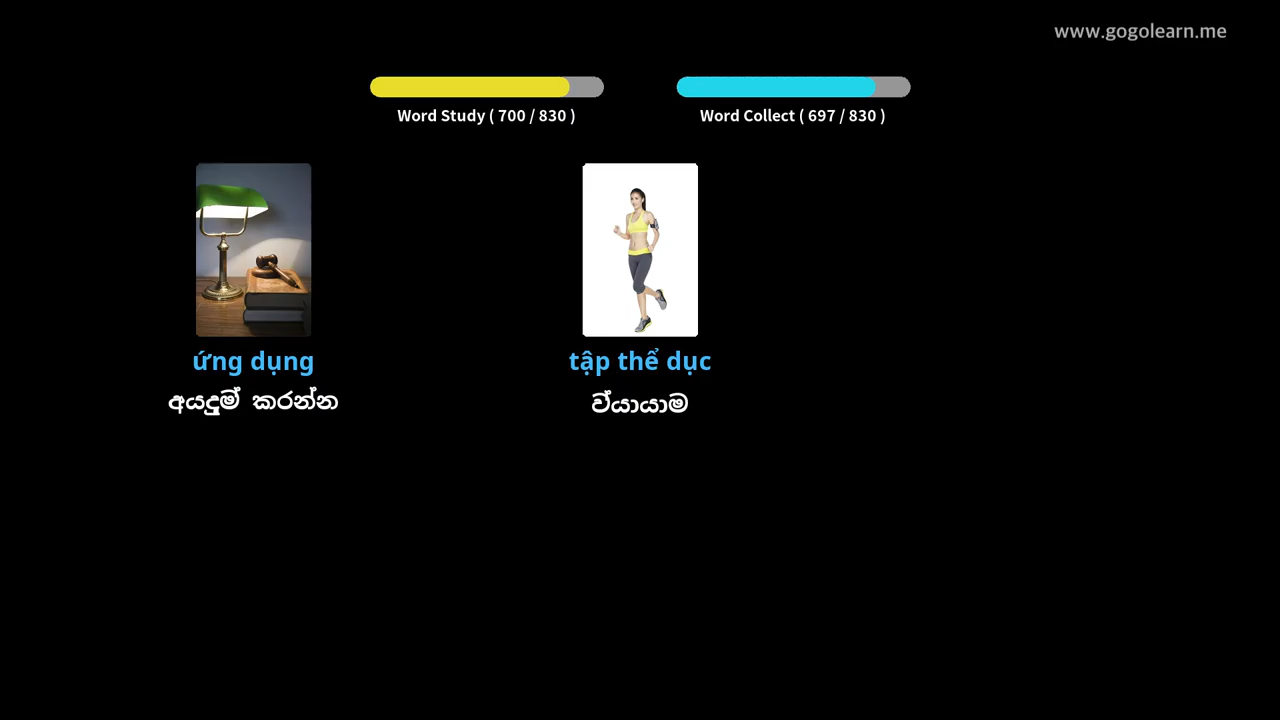 www.gogolearn.me
Word Study ( 700 / 830 )
Word Collect ( 697 / 830 )
ứng dụng
tập thể dục
අයදුම් කරන්න
ව්යායාම